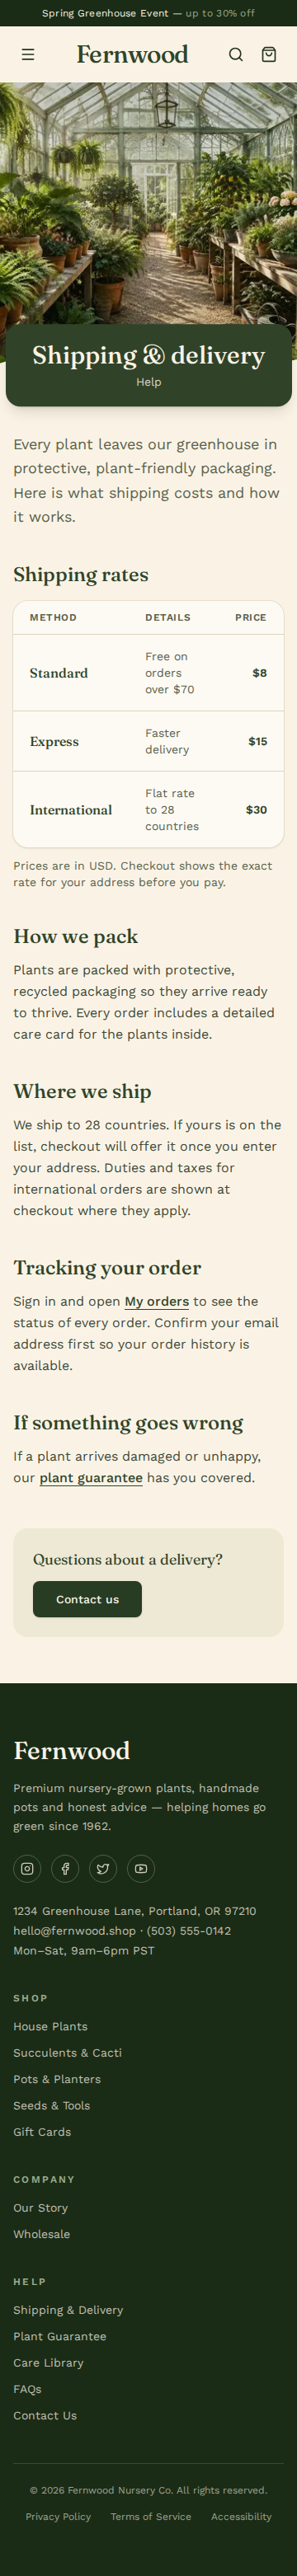 Spring Greenhouse Event — up to 30% off
Fernwood
Shipping & delivery
Help
Every plant leaves our greenhouse in
protective, plant-friendly packaging.
Here is what shipping costs and how
it works.
Shipping rates
METHOD DETAILS PRICE
Standard Free on orders over $70 $8
Express Faster delivery $15
International Flat rate to 28 countries $30
Prices are in USD. Checkout shows the exact
rate for your address before you pay.
How we pack
Plants are packed with protective,
recycled packaging so they arrive ready
to thrive. Every order includes a detailed
care card for the plants inside.
Where we ship
We ship to 28 countries. If yours is on the
list, checkout will offer it once you enter
your address. Duties and taxes for
international orders are shown at
checkout where they apply.
Tracking your order
Sign in and open My orders to see the
status of every order. Confirm your email
address first so your order history is
available.
If something goes wrong
If a plant arrives damaged or unhappy,
our plant guarantee has you covered.
Questions about a delivery?
Contact us
Fernwood
Premium nursery-grown plants, handmade
pots and honest advice — helping homes go
green since 1962.
1234 Greenhouse Lane, Portland, OR 97210
hello@fernwood.shop · (503) 555-0142
Mon–Sat, 9am–6pm PST
SHOP
House Plants
Succulents & Cacti
Pots & Planters
Seeds & Tools
Gift Cards
COMPANY
Our Story
Wholesale
HELP
Shipping & Delivery
Plant Guarantee
Care Library
FAQs
Contact Us
© 2026 Fernwood Nursery Co. All rights reserved.
Privacy Policy Terms of Service Accessibility